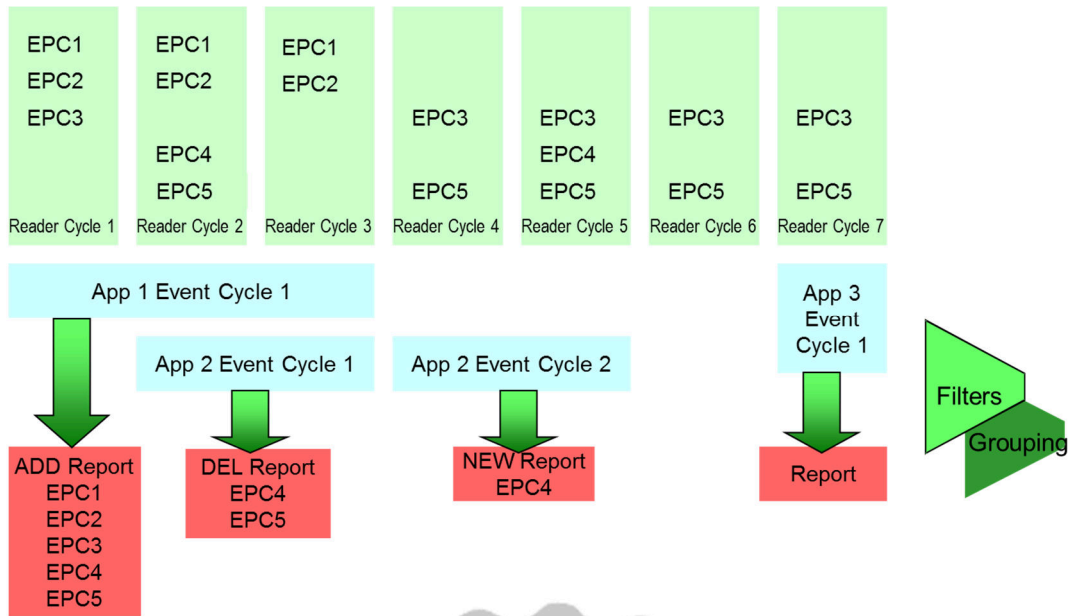 EPC1
EPC2
EPC3
Reader Cycle 1
EPC1
EPC2
EPC4
EPC5
Reader Cycle 2
EPC1
EPC2
Reader Cycle 3
EPC3
EPC5
Reader Cycle 4
EPC3
EPC4
EPC5
Reader Cycle 5
EPC3
EPC5
Reader Cycle 6
EPC3
EPC5
Reader Cycle 7
App 1 Event Cycle 1
App 2 Event Cycle 1
App 2 Event Cycle 2
App 3
Event
Cycle 1
Filters
Grouping
ADD Report
EPC1
EPC2
EPC3
EPC4
EPC5
DEL Report
EPC4
EPC5
NEW Report
EPC4
Report